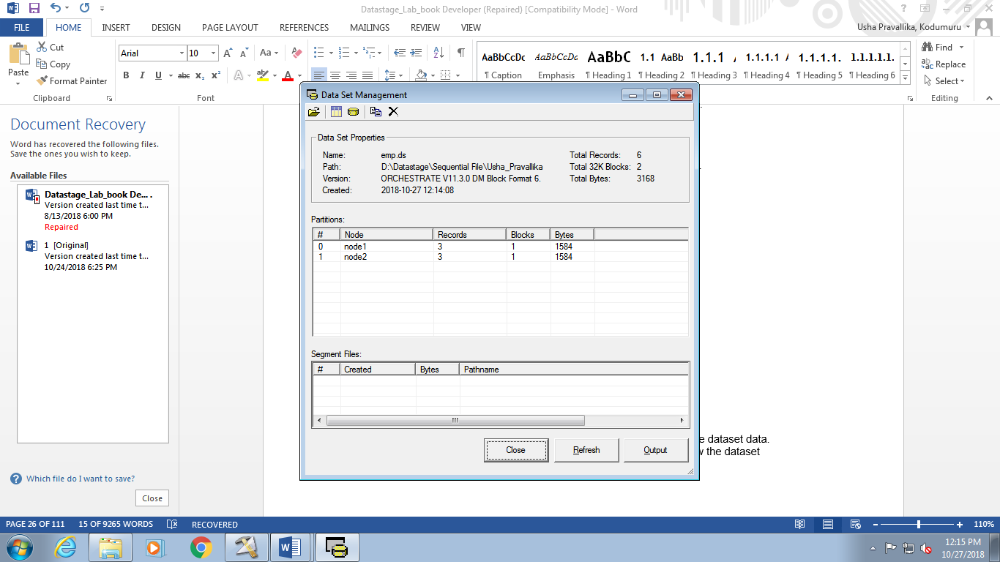 Datastage_Lab_book Developer (Repaired) [Compatibility Mode] - Word
FILE HOME INSERT DESIGN PAGE LAYOUT REFERENCES MAILINGS REVIEW VIEW Usha Pravallika, Kodumuru
Paste
Cut
Copy
Format Painter
Clipboard
Arial 10
Font
AaBbCcDc AaBbCcDc AaBbC 1.1 AaBb 1.1.1 1.1.1.1 1.1.1.1. 1.1.1.1.
¶ Caption Emphasis ¶ Heading 1 ¶ Heading 2 ¶ Heading 3 ¶ Heading 4 ¶ Heading 5 ¶ Heading 6
Find
Replace
Select
Editing
Document Recovery
Word has recovered the following files.
Save the ones you wish to keep.
Available Files
Datastage_Lab_book De... .
Version created last time t...
8/13/2018 6:00 PM
Repaired
1 [Original]
Version created last time t...
10/24/2018 6:25 PM
Which file do I want to save?
Close
Data Set Management
Data Set Properties
Name: emp.ds Total Records: 6
Path: D:\Datastage\Sequential File\Usha_Pravallika Total 32K Blocks: 2
Version: ORCHESTRATE V11.3.0 DM Block Format 6. Total Bytes: 3168
Created: 2018-10-27 12:14:08
Partitions:
# Node Records Blocks Bytes
0 node1 3 1 1584
1 node2 3 1 1584
Segment Files:
# Created Bytes Pathname
Close Refresh Output
e dataset data.
the dataset
PAGE 26 OF 111 15 OF 9265 WORDS RECOVERED 110%
12:15 PM
10/27/2018